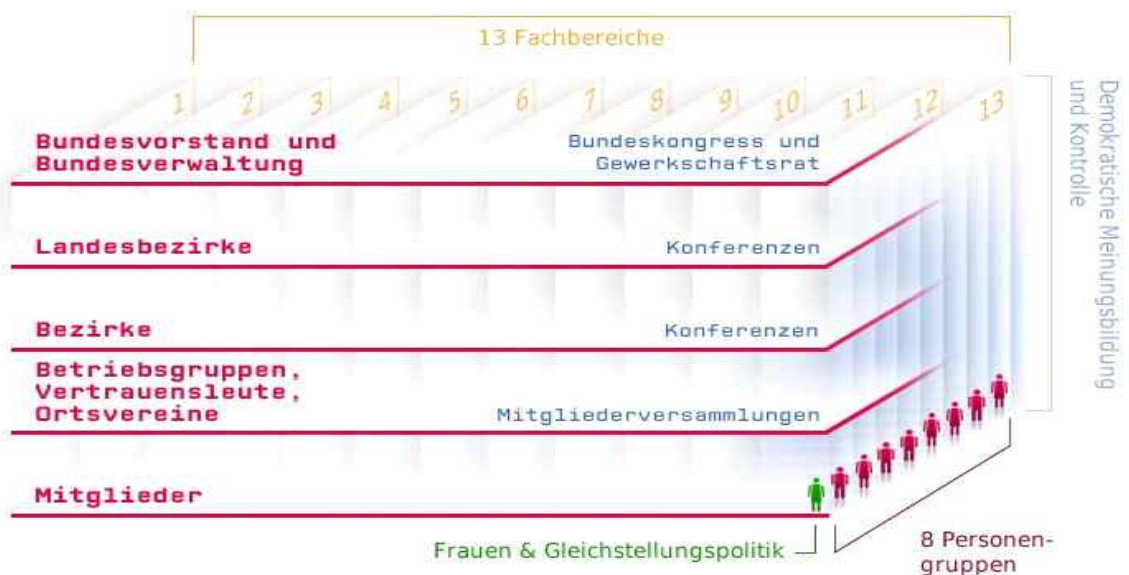 13 Fachbereiche
1 2 3 4 5 6 7 8 9 10 11 12 13
Bundesvorstand und
Bundesverwaltung
Bundeskongress und
Gewerkschaftsrat
Landesbezirke
Konferenzen
Bezirke
Konferenzen
Betriebsgruppen,
Vertrauensleute,
Ortsvereine
Mitgliederversammlungen
Mitglieder
Frauen & Gleichstellungspolitik
8 Personen-
gruppen
Demokratische Meinungsbildung
und Kontrolle